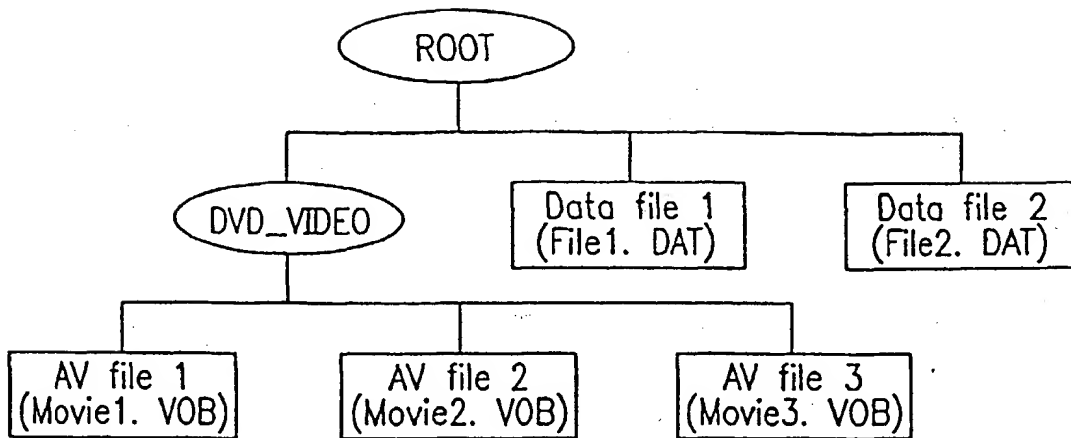 ROOT
DVD_VIDEO
Data file 1
(File1. DAT)
Data file 2
(File2. DAT)
AV file 1
(Movie1. VOB)
AV file 2
(Movie2. VOB)
AV file 3
(Movie3. VOB)